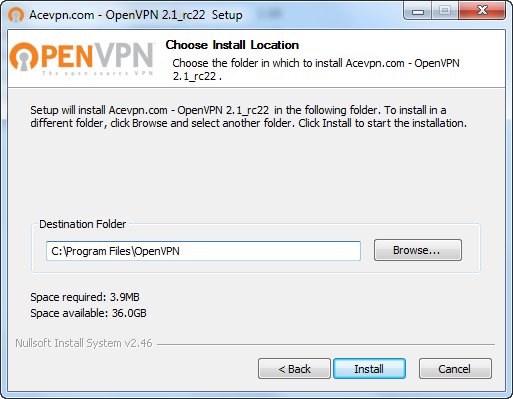 Acevpn.com - OpenVPN 2.1_rc22 Setup
OPENVPN
The open source VPN
Choose Install Location
Choose the folder in which to install Acevpn.com - OpenVPN
2.1_rc22 .
Setup will install Acevpn.com - OpenVPN 2.1_rc22 in the following folder. To install in a
different folder, click Browse and select another folder. Click Install to start the installation.
Destination Folder
C:\Program Files\OpenVPN
Browse...
Space required: 3.9MB
Space available: 36.0GB
Nullsoft Install System v2.46
< Back
Install
Cancel